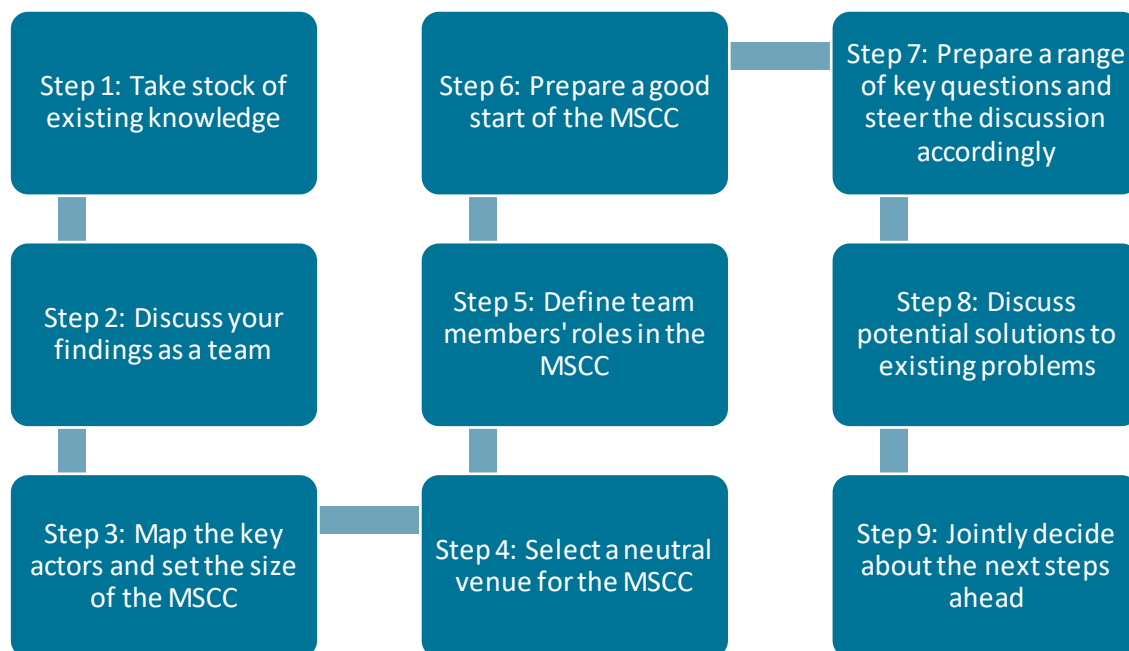 Step 1: Take stock of
existing knowledge
Step 2: Discuss your
findings as a team
Step 3: Map the key
actors and set the size
of the MSCC
Step 4: Select a neutral
venue for the MSCC
Step 5: Define team
members' roles in the
MSCC
Step 6: Prepare a good
start of the MSCC
Step 7: Prepare a range
of key questions and
steer the discussion
accordingly
Step 8: Discuss
potential solutions to
existing problems
Step 9: Jointly decide
about the next steps
ahead